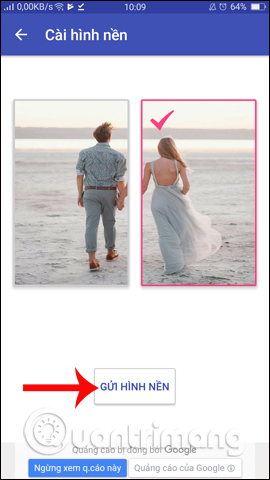 0,00KB/s 10:09 64%
Cài hình nền
GỬI HÌNH NỀN
Quảng cáo bị đóng bởi Google
Quantrimang
Ngừng xem q.cáo này Quảng cáo của Google